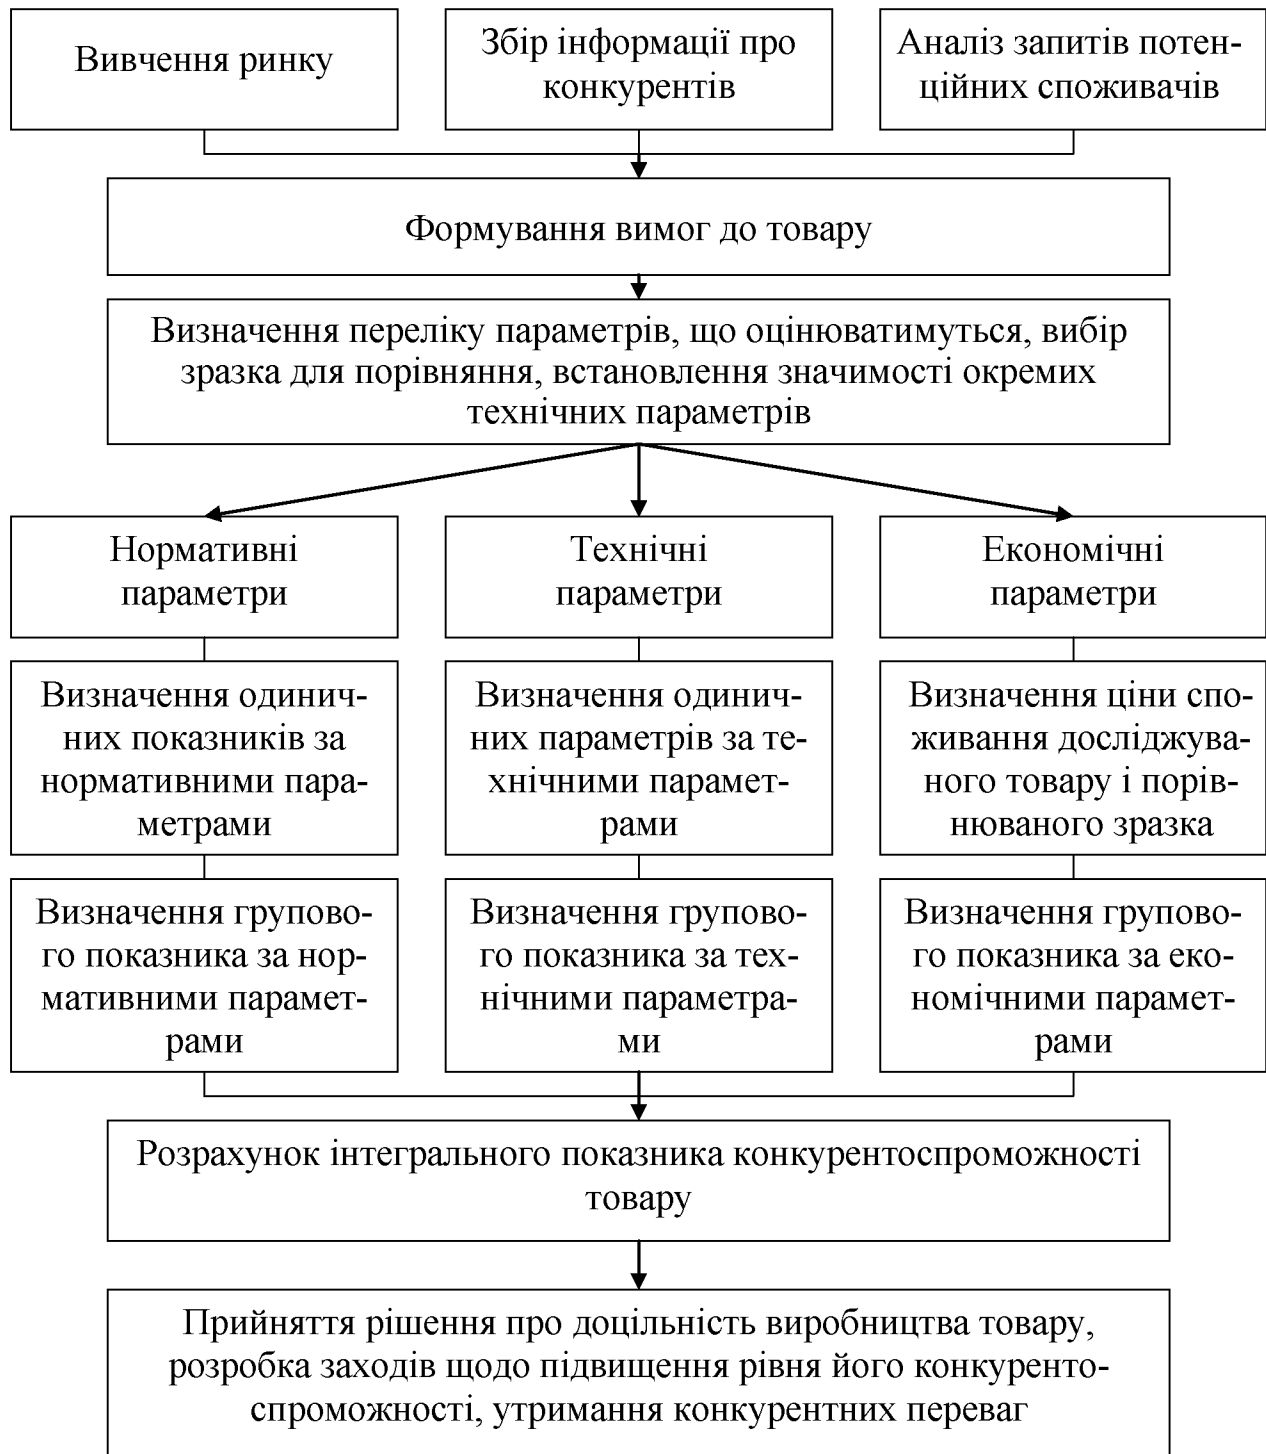 Вивчення ринку
Збір інформації про
конкурентів
Аналіз запитів потен-
ційних споживачів
Формування вимог до товару
Визначення переліку параметрів, що оцінюватимуться, вибір
зразка для порівняння, встановлення значимості окремих
технічних параметрів
Нормативні
параметри
Технічні
параметри
Економічні
параметри
Визначення одинич-
них показників за
нормативними пара-
метрами
Визначення одинич-
них параметрів за те-
хнічними парамет-
рами
Визначення ціни спо-
живання досліджува-
ного товару і порів-
нюваного зразка
Визначення групово-
го показника за нор-
мативними парамет-
рами
Визначення групово-
го показника за тех-
нічними параметра-
ми
Визначення групово-
го показника за еко-
номічними парамет-
рами
Розрахунок інтегрального показника конкурентоспроможності
товару
Прийняття рішення про доцільність виробництва товару,
розробка заходів щодо підвищення рівня його конкуренто-
спроможності, утримання конкурентних переваг